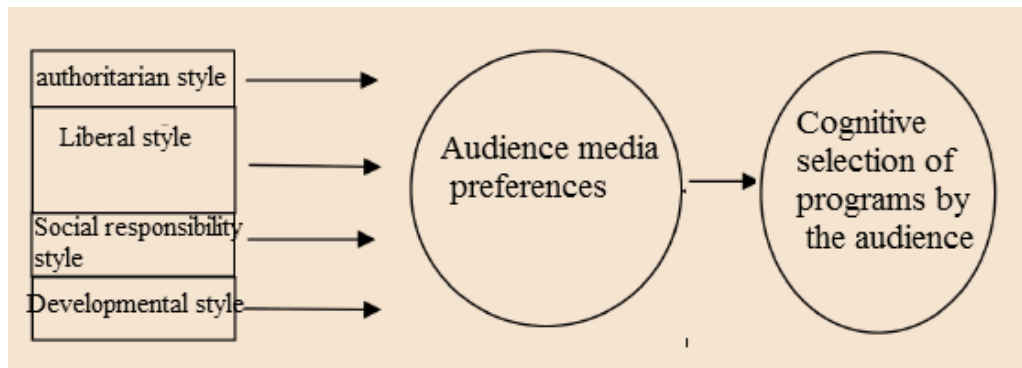 authoritarian style
Liberal style
Social responsibility
style
Developmental style
Audience media
preferences
Cognitive
selection of
programs by
the audience